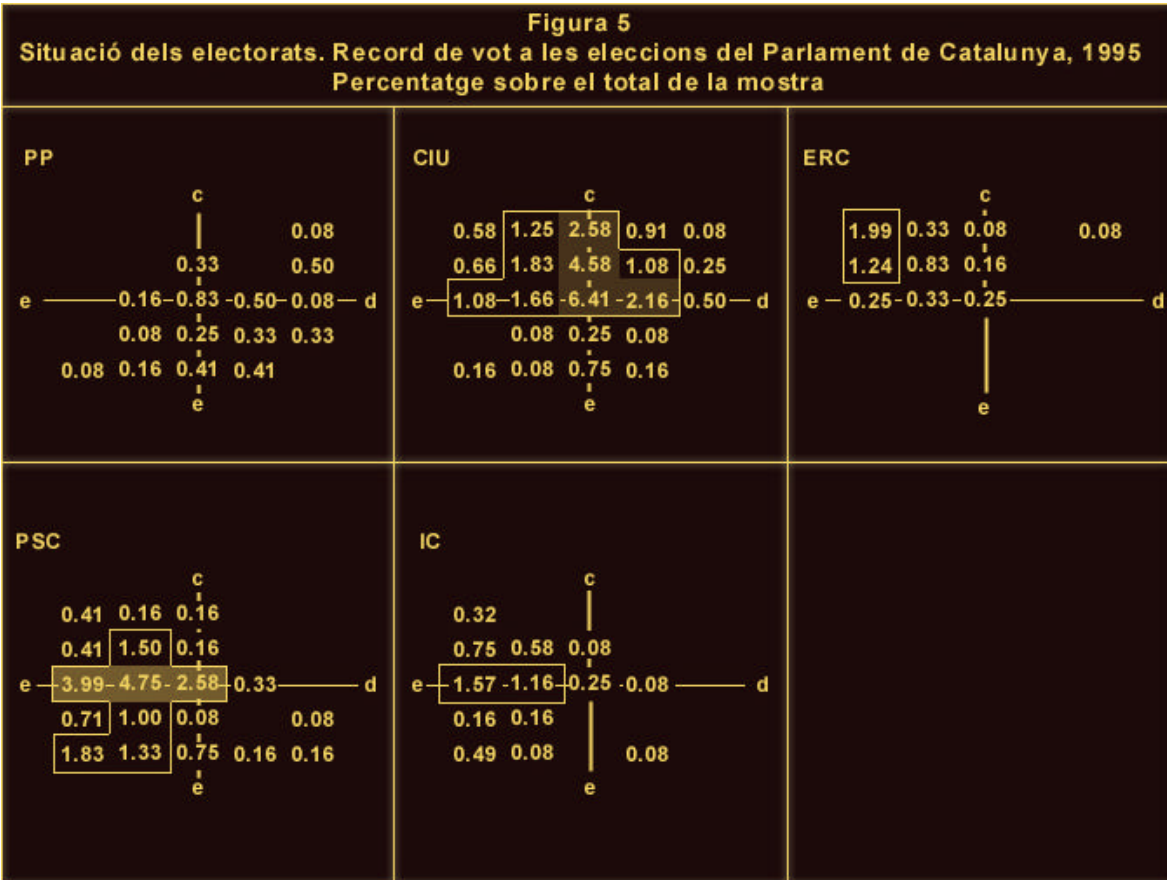 Figura 5
Situació dels electorats. Record de vot a les eleccions del Parlament de Catalunya, 1995
Percentatge sobre el total de la mostra
PP
c
0.08
0.33 0.50
e 0.16 0.83 0.50 0.08 d
0.08 0.25 0.33 0.33
0.08 0.16 0.41 0.41
e
CIU
c
0.58 1.25 2.58 0.91 0.08
0.66 1.83 4.58 1.08 0.25
e 1.08 1.66 6.41 2.16 0.50 d
0.08 0.25 0.08
0.16 0.08 0.75 0.16
e
ERC
c
1.99 0.33 0.08 0.08
1.24 0.83 0.16
e 0.25 0.33 0.25 d
e
PSC
c
0.41 0.16 0.16
0.41 1.50 0.16
e 3.99 4.75 2.58 0.33 d
0.71 1.00 0.08 0.08
1.83 1.33 0.75 0.16 0.16
e
IC
c
0.32
0.75 0.58 0.08
e 1.57 1.16 0.25 0.08 d
0.16 0.16
0.49 0.08 0.08
e